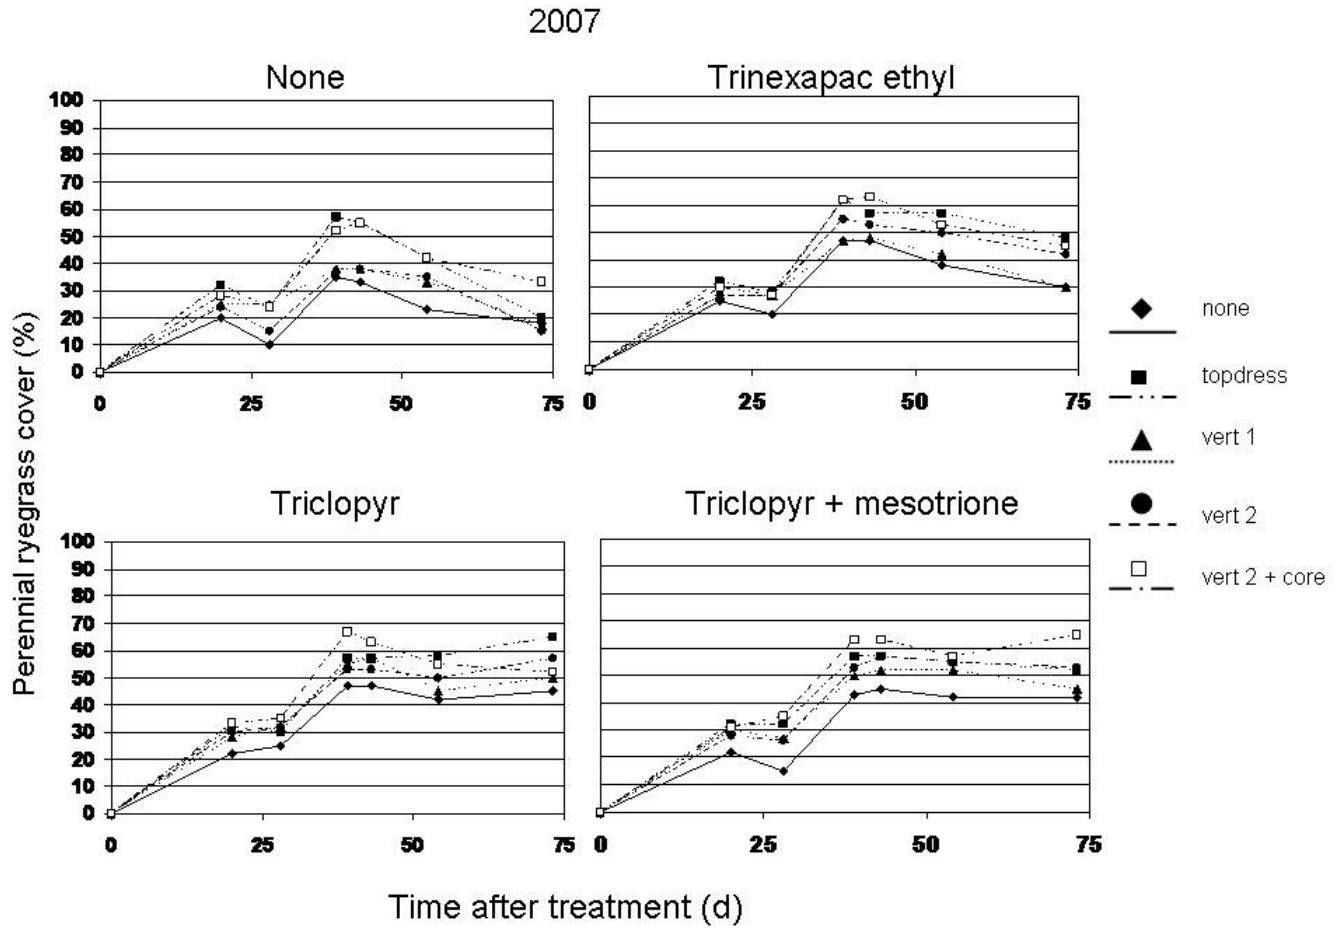 2007
None
Trinexapac ethyl
100
90
80
70
60
50
40
30
20
10
0
0 25 50 75
0 25 50 75
Perennial ryegrass cover (%)
none
topdress
vert 1
vert 2
vert 2 + core
Triclopyr
Triclopyr + mesotrione
100
90
80
70
60
50
40
30
20
10
0
0 25 50 75
0 25 50 75
Time after treatment (d)